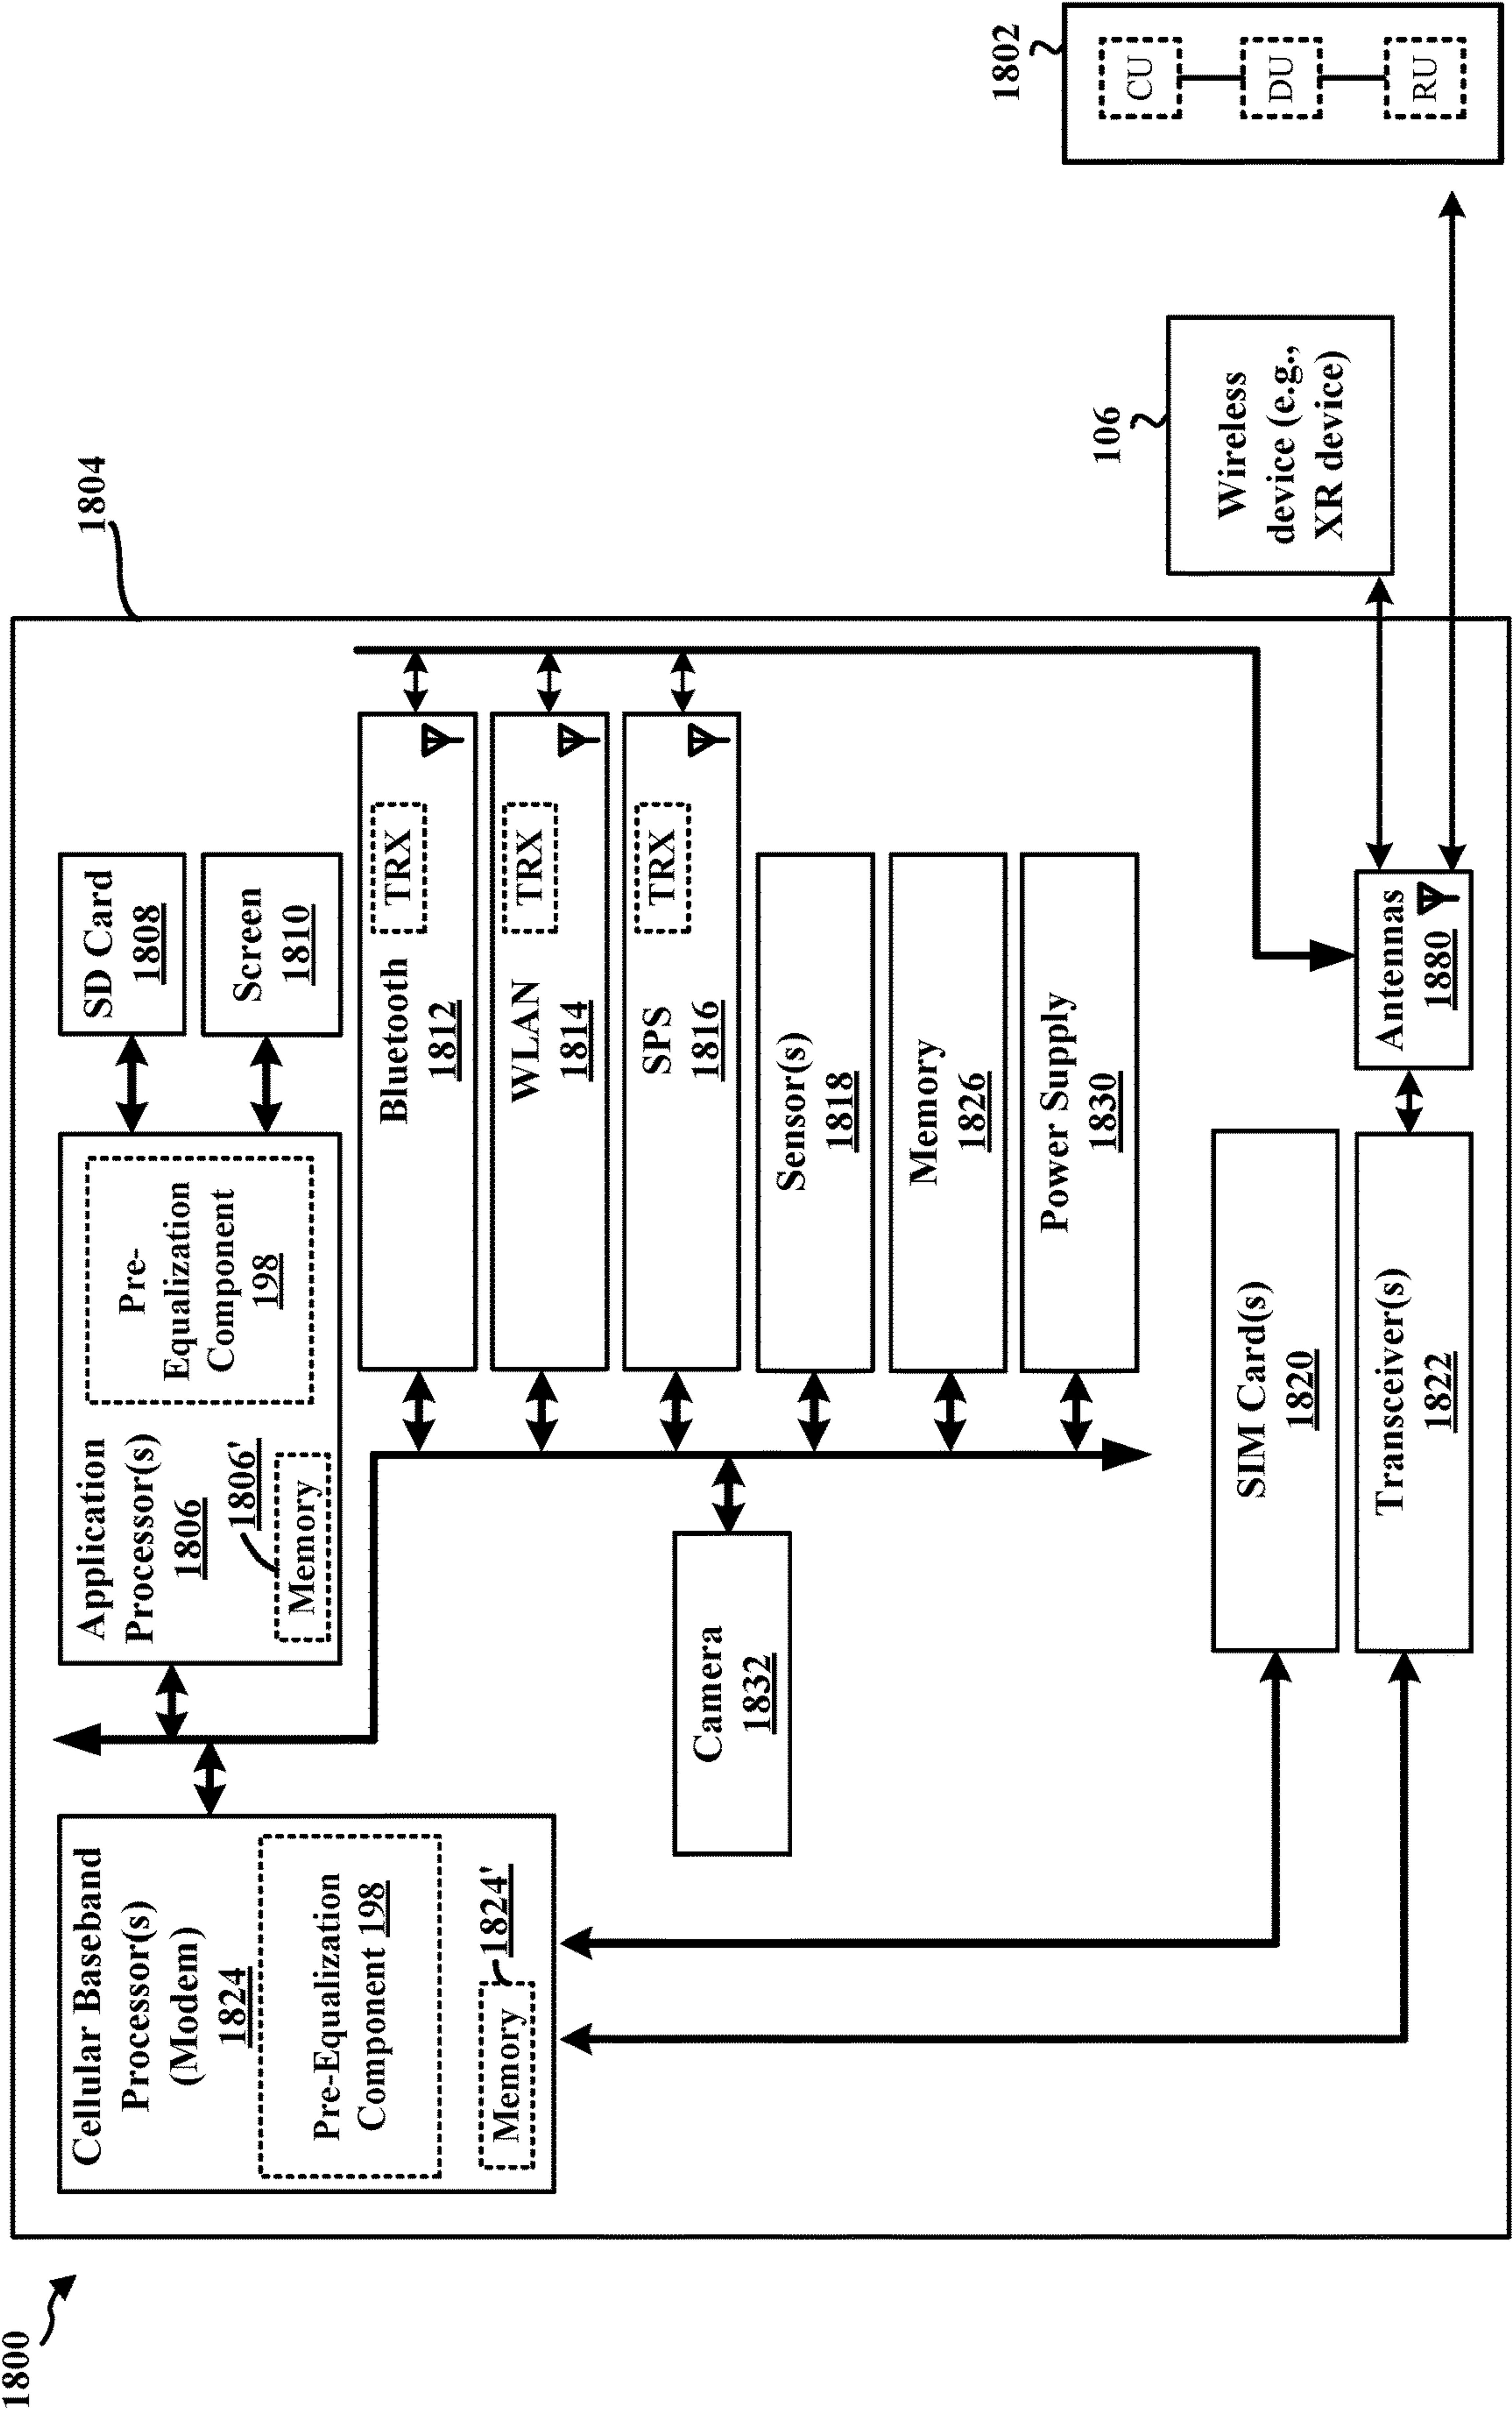 1800
1804
Cellular Baseband
Processor(s)
(Modem)
1824
Pre-Equalization
Component 198
Memory
1824'
Application
Processor(s)
1806
1806'
Memory
Pre-
Equalization
Component
198
SD Card
1808
Screen
1810
Bluetooth
1812
TRX
WLAN
1814
TRX
SPS
1816
TRX
Sensor(s)
1818
Memory
1826
Power Supply
1830
Camera
1832
SIM Card(s)
1820
Transceiver(s)
1822
Antennas
1880
106
Wireless
device (e.g.,
XR device)
1802
CU
DU
RU